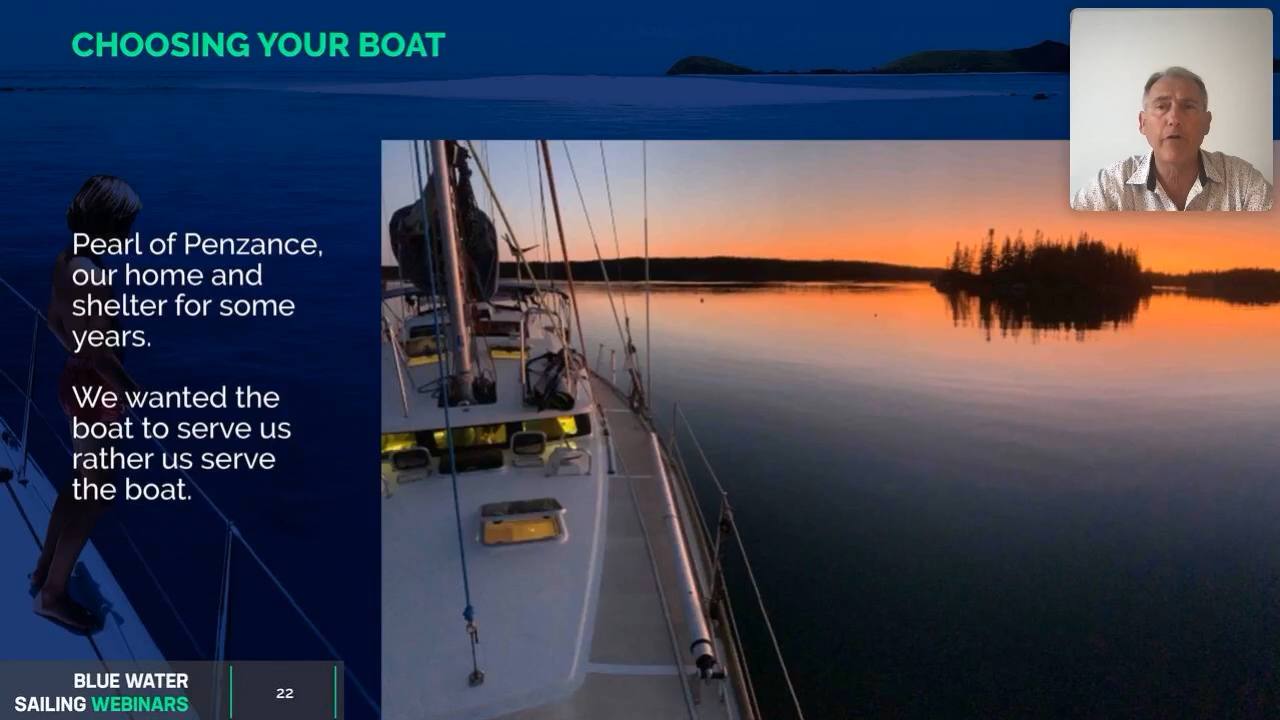 CHOOSING YOUR BOAT
Pearl of Penzance,
our home and
shelter for some
years.
We wanted the
boat to serve us
rather us serve
the boat.
BLUE WATER
SAILING WEBINARS
22